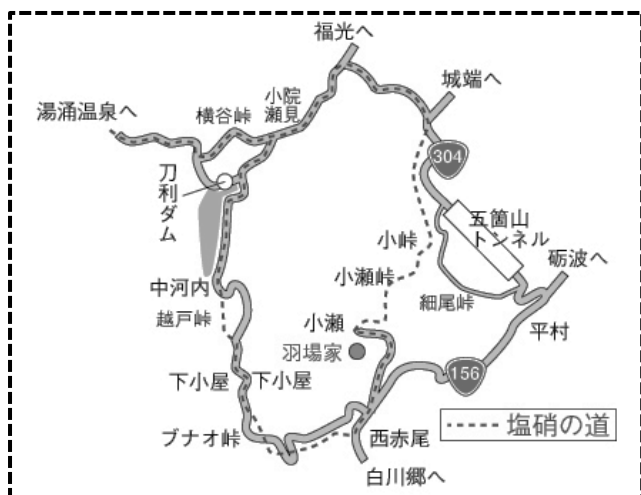 福光へ
城端へ
小院
瀬見
横谷峠
湯涌温泉へ
304
刀利ダム
五箇山
トンネル
小峠
砺波へ
小瀬峠
中河内
細尾峠
越戸峠
小瀬
平村
羽場家
156
下小屋
下小屋
塩硝の道
ブナオ峠
西赤尾
白川郷へ